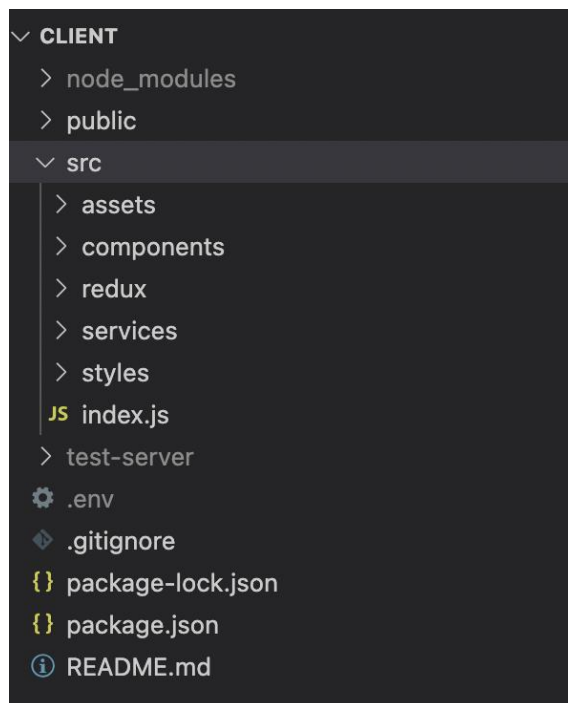 CLIENT
node_modules
public
src
assets
components
redux
services
styles
JS index.js
test-server
.env
.gitignore
{} package-lock.json
{} package.json
README.md